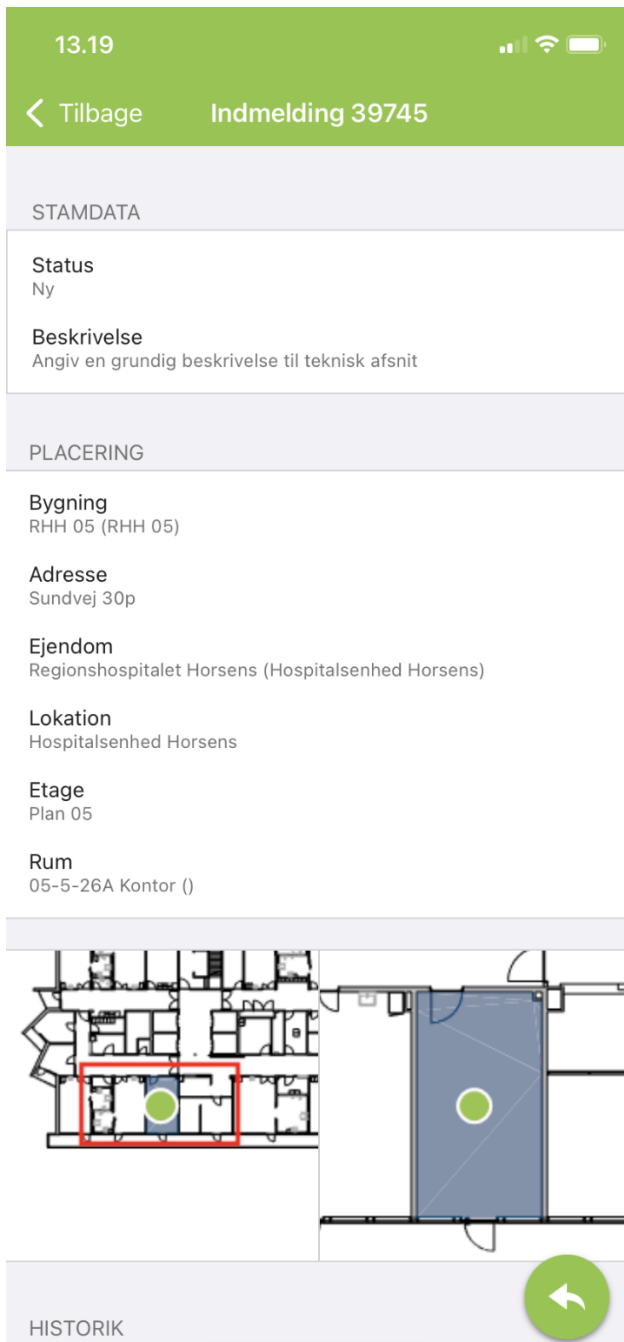 13.19
Tilbage Indmelding 39745
STAMDATA
Status
Ny
Beskrivelse
Angiv en grundig beskrivelse til teknisk afsnit
PLACERING
Bygning
RHH 05 (RHH 05)
Adresse
Sundvej 30p
Ejendom
Regionshospitalet Horsens (Hospitalsenhed Horsens)
Lokation
Hospitalsenhed Horsens
Etage
Plan 05
Rum
05-5-26A Kontor ()
HISTORIK